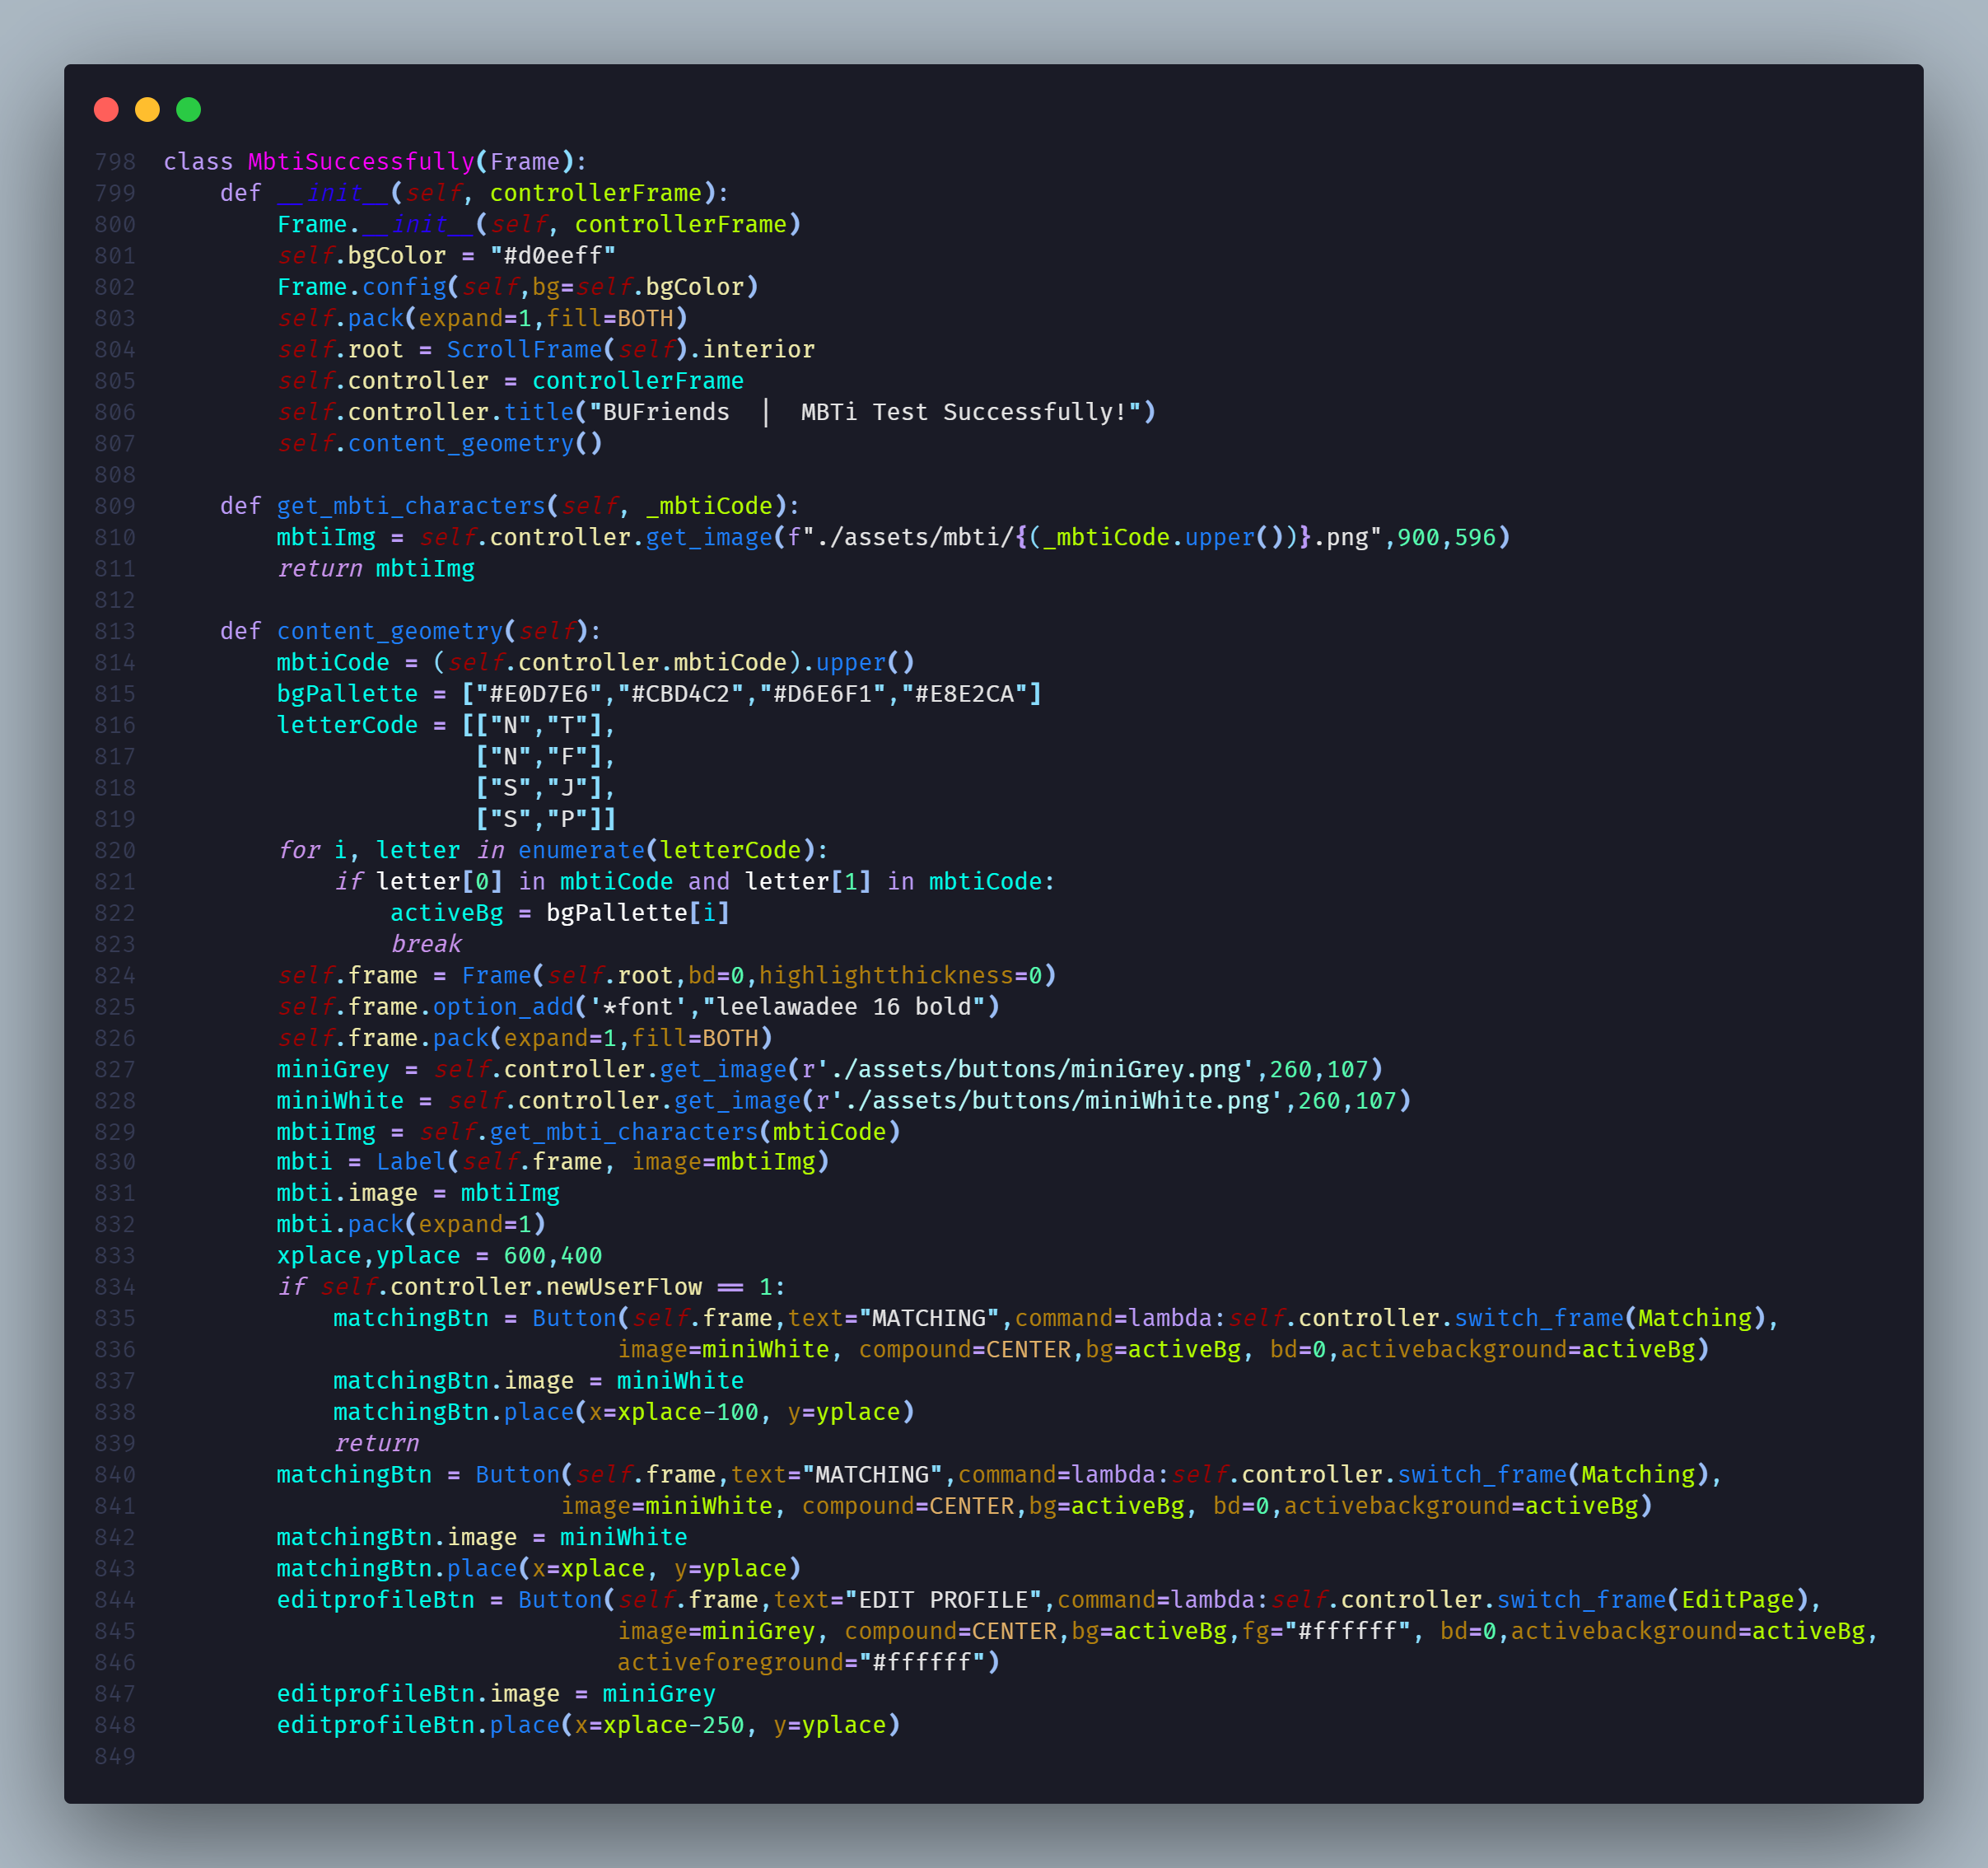 798 class MbtiSuccessfully(Frame):
799     def __init__(self, controllerFrame):
800         Frame.__init__(self, controllerFrame)
801         self.bgColor = "#d0eeff"
802         Frame.config(self,bg=self.bgColor)
803         self.pack(expand=1,fill=BOTH)
804         self.root = ScrollFrame(self).interior
805         self.controller = controllerFrame
806         self.controller.title("BUFriends  |  MBTi Test Successfully!")
807         self.content_geometry()
808
809     def get_mbti_characters(self, _mbtiCode):
810         mbtiImg = self.controller.get_image(f"./assets/mbti/{(_mbtiCode.upper())}.png",900,596)
811         return mbtiImg
812
813     def content_geometry(self):
814         mbtiCode = (self.controller.mbtiCode).upper()
815         bgPallette = ["#E0D7E6","#CBD4C2","#D6E6F1","#E8E2CA"]
816         letterCode = [["N","T"],
817                       ["N","F"],
818                       ["S","J"],
819                       ["S","P"]]
820         for i, letter in enumerate(letterCode):
821             if letter[0] in mbtiCode and letter[1] in mbtiCode:
822                 activeBg = bgPallette[i]
823                 break
824         self.frame = Frame(self.root,bd=0,highlightthickness=0)
825         self.frame.option_add('*font',"leelawadee 16 bold")
826         self.frame.pack(expand=1,fill=BOTH)
827         miniGrey = self.controller.get_image(r'./assets/buttons/miniGrey.png',260,107)
828         miniWhite = self.controller.get_image(r'./assets/buttons/miniWhite.png',260,107)
829         mbtiImg = self.get_mbti_characters(mbtiCode)
830         mbti = Label(self.frame, image=mbtiImg)
831         mbti.image = mbtiImg
832         mbti.pack(expand=1)
833         xplace,yplace = 600,400
834         if self.controller.newUserFlow == 1:
835             matchingBtn = Button(self.frame,text="MATCHING",command=lambda:self.controller.switch_frame(Matching),
836                                 image=miniWhite, compound=CENTER,bg=activeBg, bd=0,activebackground=activeBg)
837             matchingBtn.image = miniWhite
838             matchingBtn.place(x=xplace-100, y=yplace)
839             return
840         matchingBtn = Button(self.frame,text="MATCHING",command=lambda:self.controller.switch_frame(Matching),
841                             image=miniWhite, compound=CENTER,bg=activeBg, bd=0,activebackground=activeBg)
842         matchingBtn.image = miniWhite
843         matchingBtn.place(x=xplace, y=yplace)
844         editprofileBtn = Button(self.frame,text="EDIT PROFILE",command=lambda:self.controller.switch_frame(EditPage),
845                                 image=miniGrey, compound=CENTER,bg=activeBg,fg="#ffffff", bd=0,activebackground=activeBg,
846                                 activeforeground="#ffffff")
847         editprofileBtn.image = miniGrey
848         editprofileBtn.place(x=xplace-250, y=yplace)
849